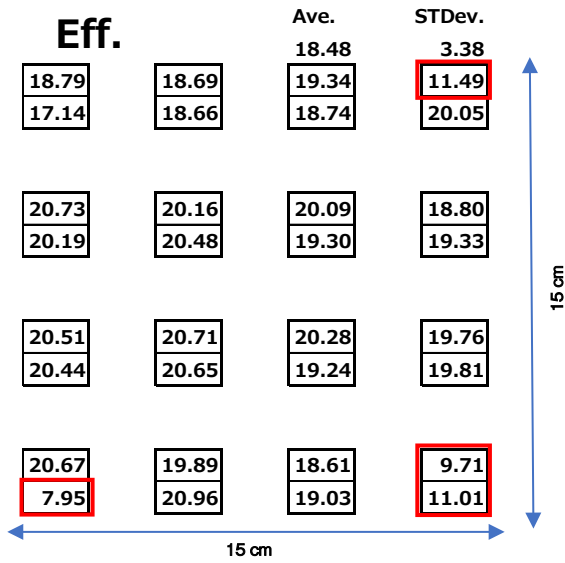 Eff. Ave. STDev.
18.48 3.38
18.79 18.69 19.34 11.49
17.14 18.66 18.74 20.05
20.73 20.16 20.09 18.80
20.19 20.48 19.30 19.33
15 cm
20.51 20.71 20.28 19.76
20.44 20.65 19.24 19.81
20.67 19.89 18.61 9.71
7.95 20.96 19.03 11.01
15 cm